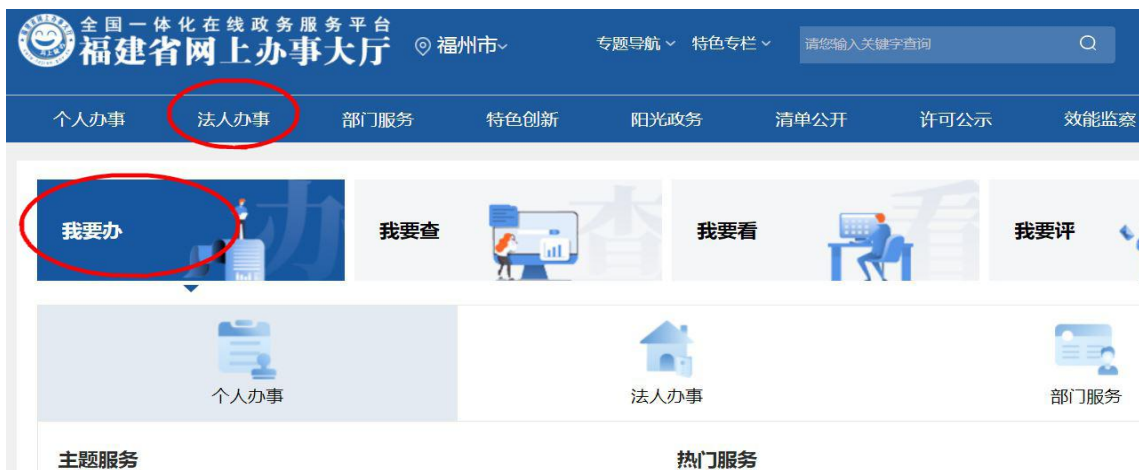 全国一体化在线政务服务平台
福建省网上办事大厅
福州市
专题导航 特色专栏 请您输入关键字查询
个人办事 法人办事 部门服务 特色创新 阳光政务 清单公开 许可公示 效能监察
我要办 办 我要查 查 我要看 看 我要评
个人办事 法人办事 部门服务
主题服务 热门服务